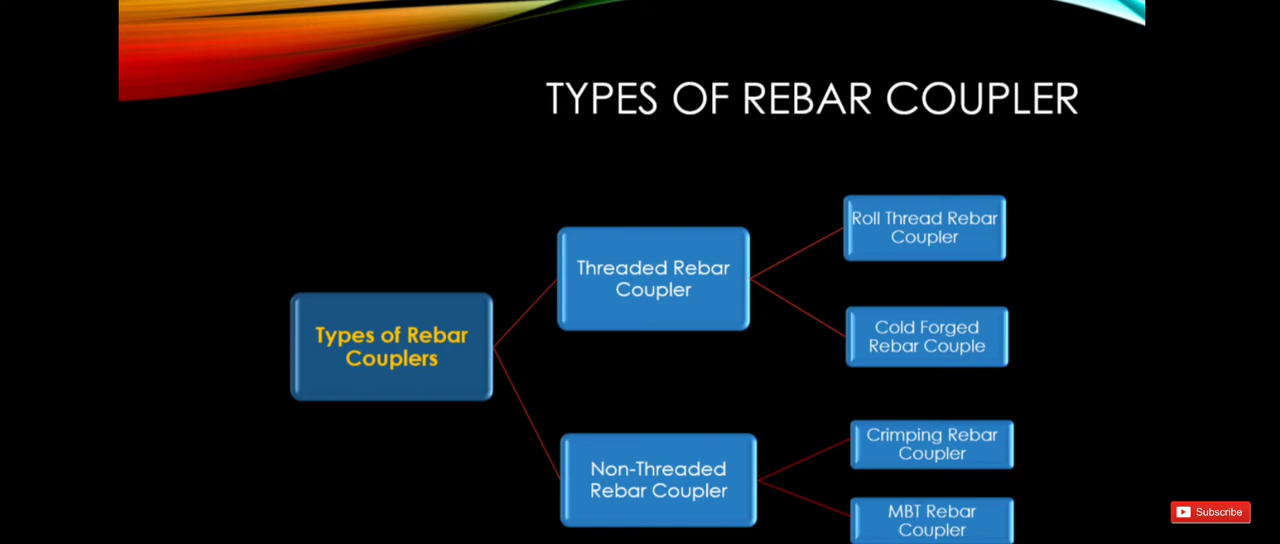 TYPES OF REBAR COUPLER
Types of Rebar
Couplers
Threaded Rebar
Coupler
Roll Thread Rebar
Coupler
Cold Forged
Rebar Couple
Non-Threaded
Rebar Coupler
Crimping Rebar
Coupler
MBT Rebar
Coupler
Subscribe